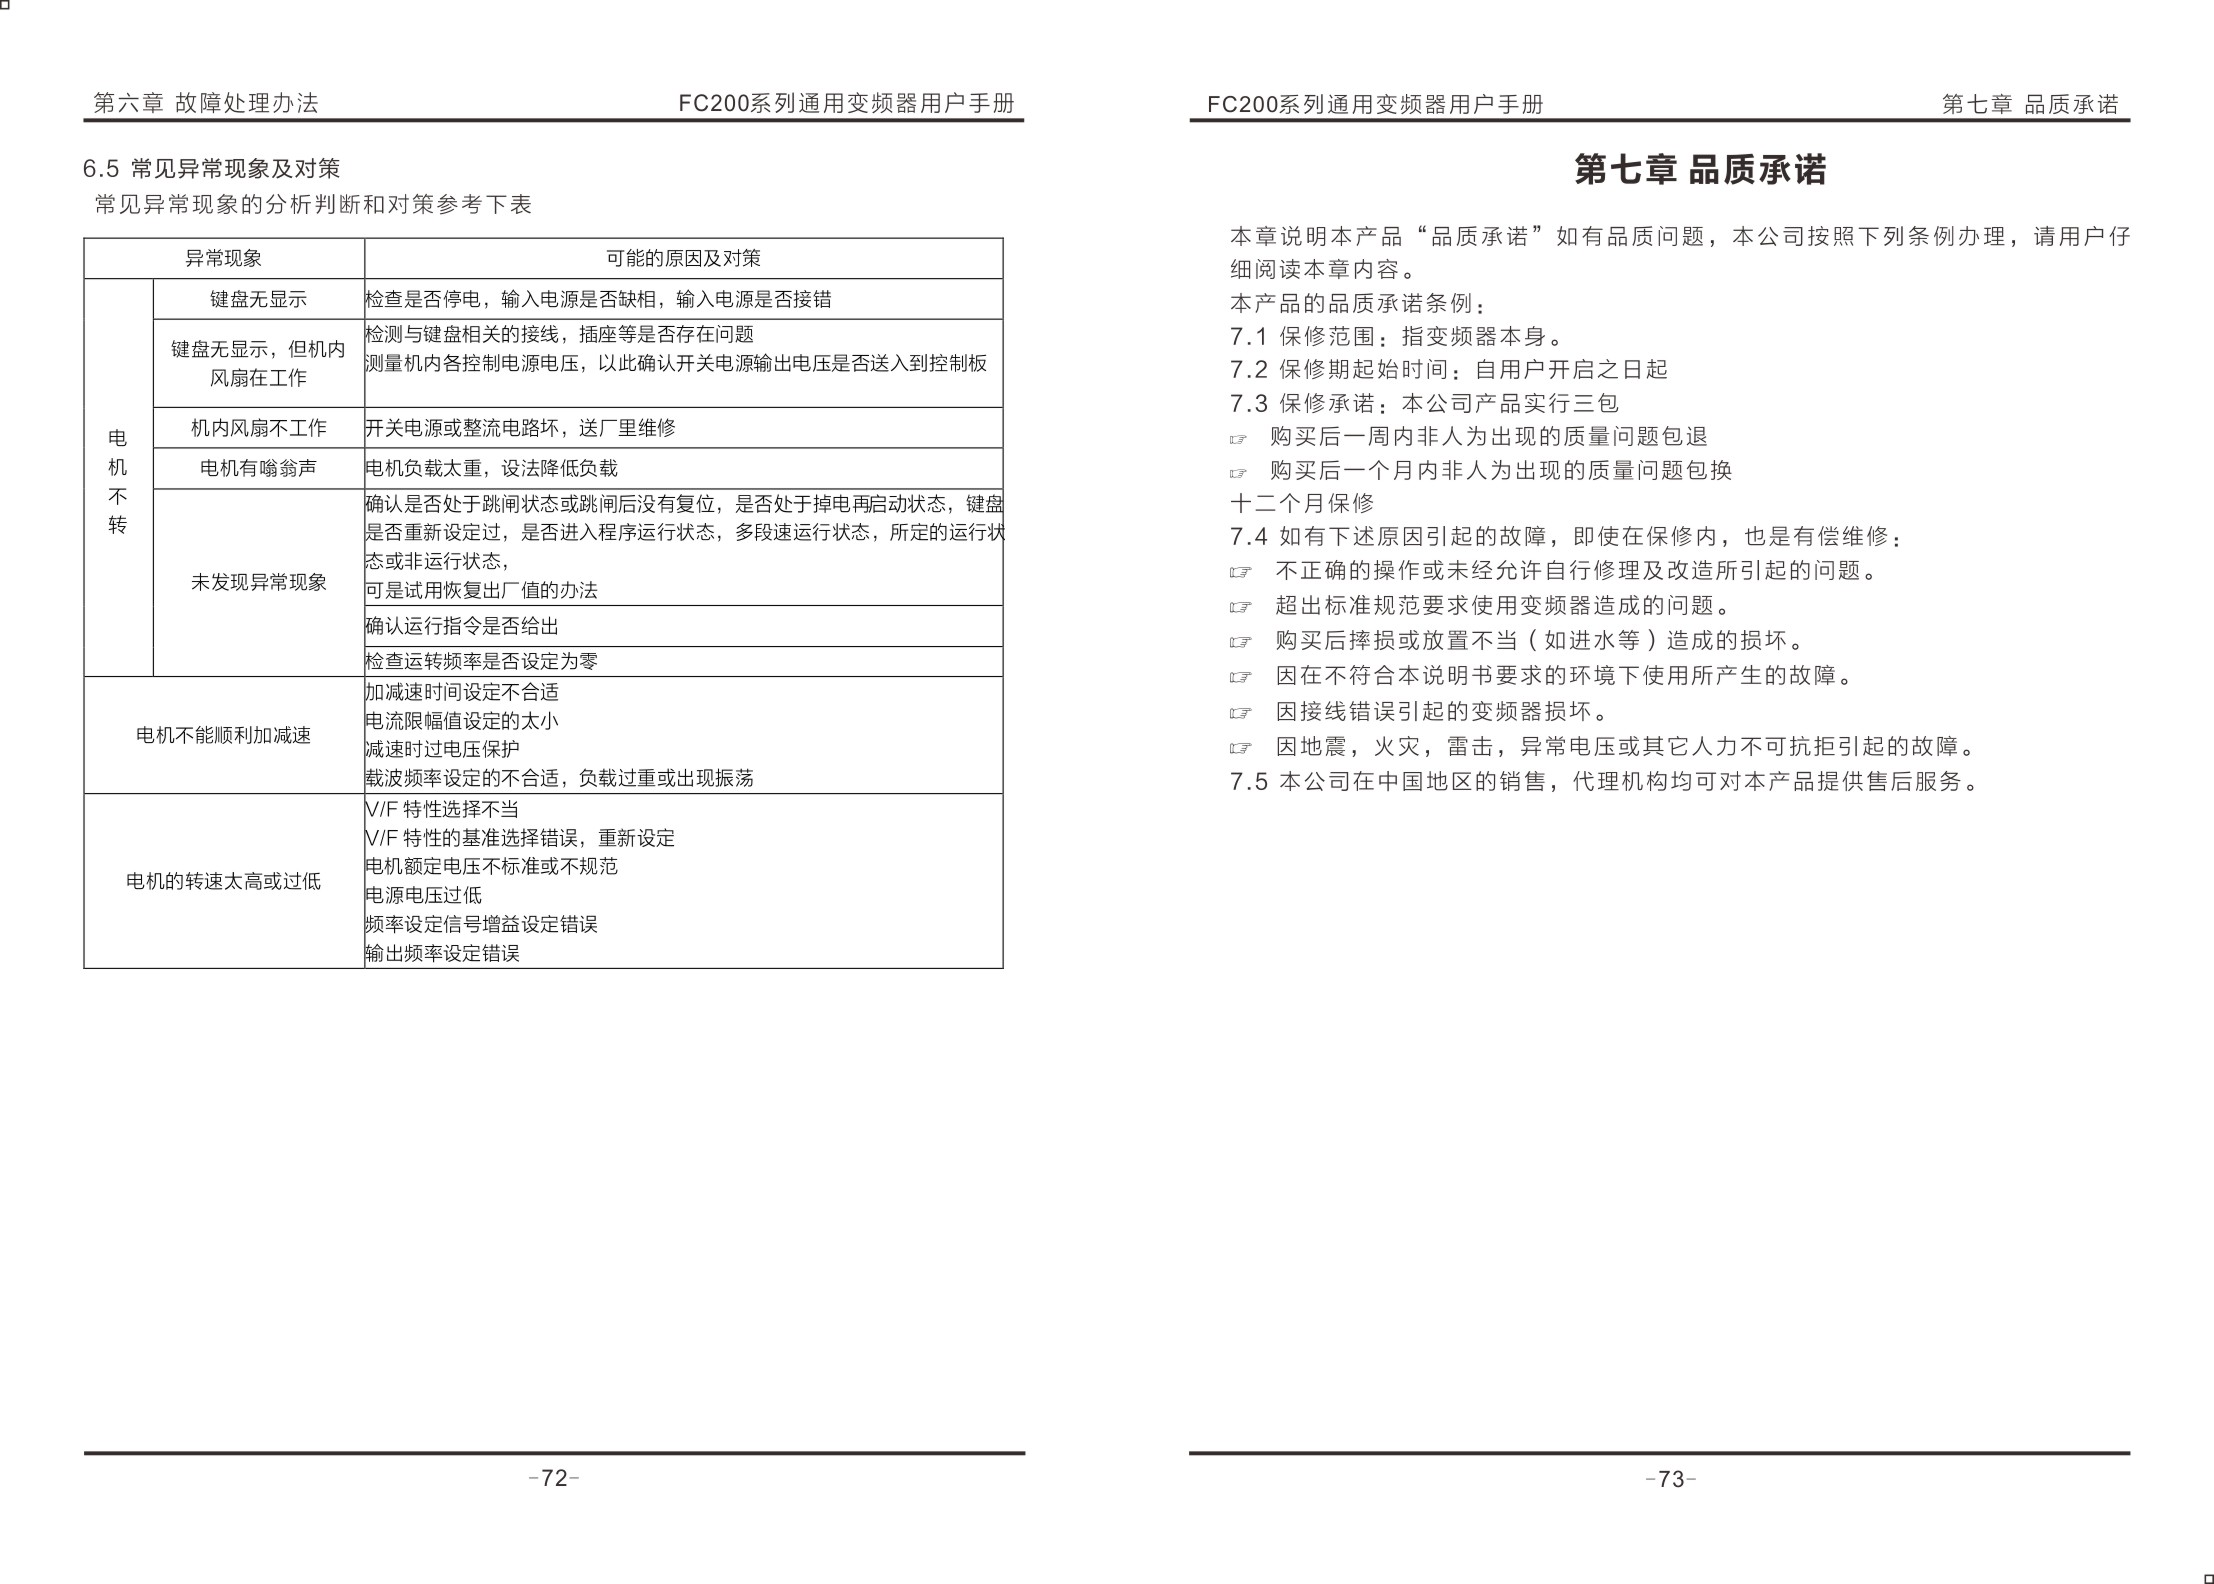 第六章 故障处理办法
FC200系列通用变频器用户手册
6.5 常见异常现象及对策
常见异常现象的分析判断和对策参考下表
异常现象
可能的原因及对策
电
机
不
转
键盘无显示
检查是否停电，输入电源是否缺相，输入电源是否接错
键盘无显示，但机内
风扇在工作
检测与键盘相关的接线，插座等是否存在问题
测量机内各控制电源电压，以此确认开关电源输出电压是否送入到控制板
机内风扇不工作
开关电源或整流电路坏，送厂里维修
电机有嗡翁声
电机负载太重，设法降低负载
未发现异常现象
确认是否处于跳闸状态或跳闸后没有复位，是否处于掉电再启动状态，键盘
是否重新设定过，是否进入程序运行状态，多段速运行状态，所定的运行状
态或非运行状态，
可是试用恢复出厂值的办法
确认运行指令是否给出
检查运转频率是否设定为零
电机不能顺利加减速
加减速时间设定不合适
电流限幅值设定的太小
减速时过电压保护
载波频率设定的不合适，负载过重或出现振荡
电机的转速太高或过低
V/F 特性选择不当
V/F 特性的基准选择错误，重新设定
电机额定电压不标准或不规范
电源电压过低
频率设定信号增益设定错误
输出频率设定错误
-72-
FC200系列通用变频器用户手册
第七章 品质承诺
第七章 品质承诺
本章说明本产品“品质承诺”如有品质问题，本公司按照下列条例办理，请用户仔
细阅读本章内容。
本产品的品质承诺条例：
7.1 保修范围：指变频器本身。
7.2 保修期起始时间：自用户开启之日起
7.3 保修承诺：本公司产品实行三包
☞ 购买后一周内非人为出现的质量问题包退
☞ 购买后一个月内非人为出现的质量问题包换
十二个月保修
7.4 如有下述原因引起的故障，即使在保修内，也是有偿维修：
☞ 不正确的操作或未经允许自行修理及改造所引起的问题。
☞ 超出标准规范要求使用变频器造成的问题。
☞ 购买后摔损或放置不当（如进水等）造成的损坏。
☞ 因在不符合本说明书要求的环境下使用所产生的故障。
☞ 因接线错误引起的变频器损坏。
☞ 因地震，火灾，雷击，异常电压或其它人力不可抗拒引起的故障。
7.5 本公司在中国地区的销售，代理机构均可对本产品提供售后服务。
-73-